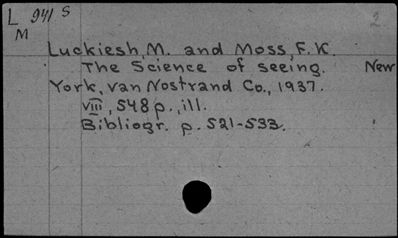 L 941 S
2
M
Luckiesh, M. and Moss, F. K.
The Science of seeing. New
York, van Nostrand Co., 1937.
VIII, 548 p., ill.
Bibliogr. p. 521-533.